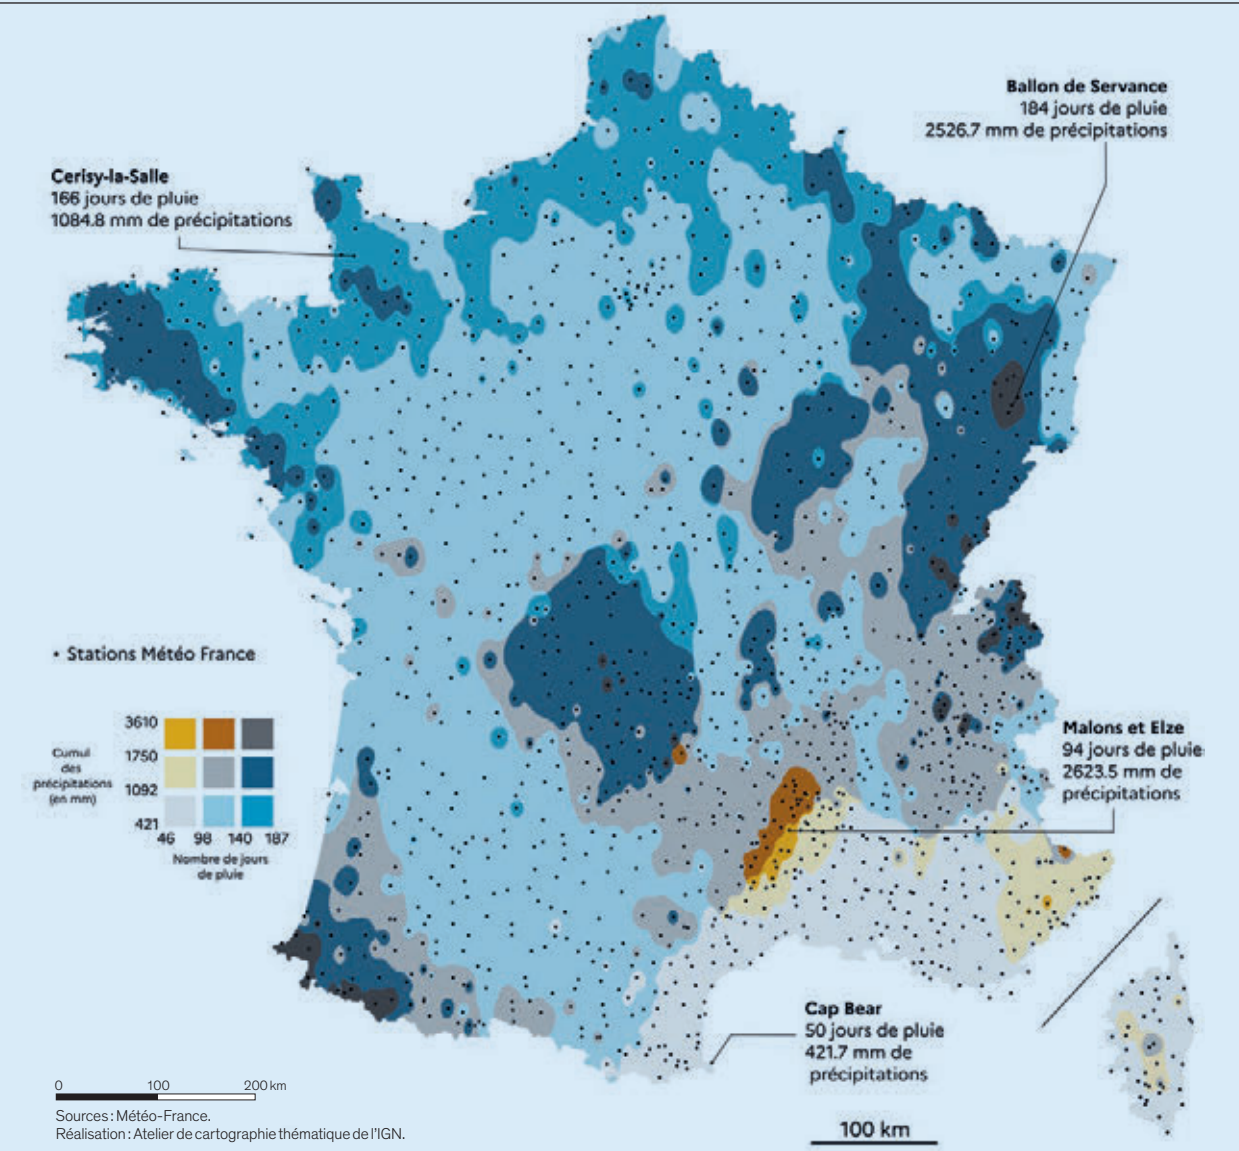 Ballon de Servance
184 jours de pluie
2526.7 mm de précipitations
Cerisy-la-Salle
166 jours de pluie
1084.8 mm de précipitations
• Stations Météo France
3610
1750
1092
421
Cumul
des
précipitations
(en mm)
46 98 140 187
Nombre de jours
de pluie
Malons et Elze
94 jours de pluie
2623.5 mm de
précipitations
Cap Bear
50 jours de pluie
421.7 mm de
précipitations
0 100 200 km
100 km
Sources : Météo-France.
Réalisation : Atelier de cartographie thématique de l'IGN.